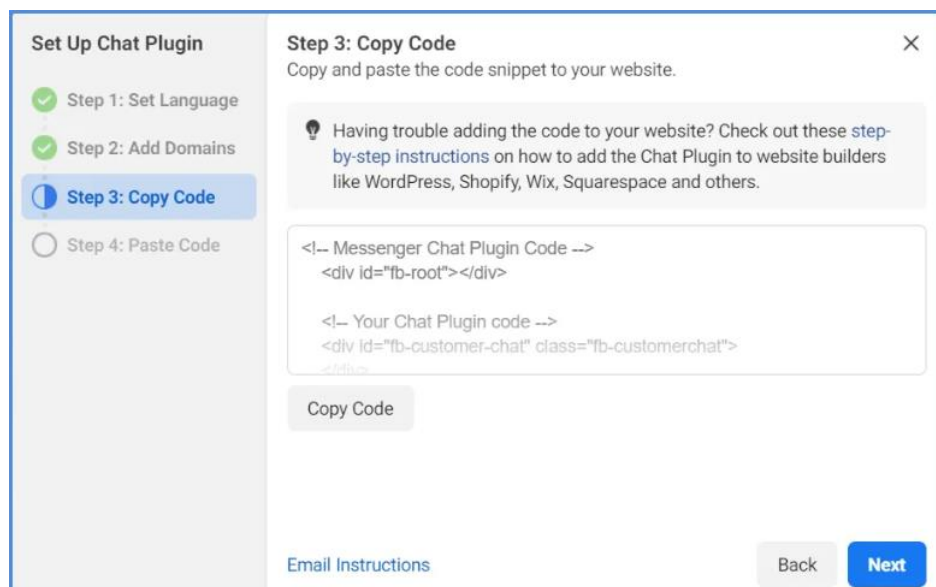 Set Up Chat Plugin
Step 1: Set Language
Step 2: Add Domains
Step 3: Copy Code
Step 4: Paste Code
Step 3: Copy Code
Copy and paste the code snippet to your website.
Having trouble adding the code to your website? Check out these step-
by-step instructions on how to add the Chat Plugin to website builders
like WordPress, Shopify, Wix, Squarespace and others.
<!-- Messenger Chat Plugin Code -->
<div id="fb-root"></div>
<!-- Your Chat Plugin code -->
<div id="fb-customer-chat" class="fb-customerchat">
</div>
Copy Code
Email Instructions
Back
Next